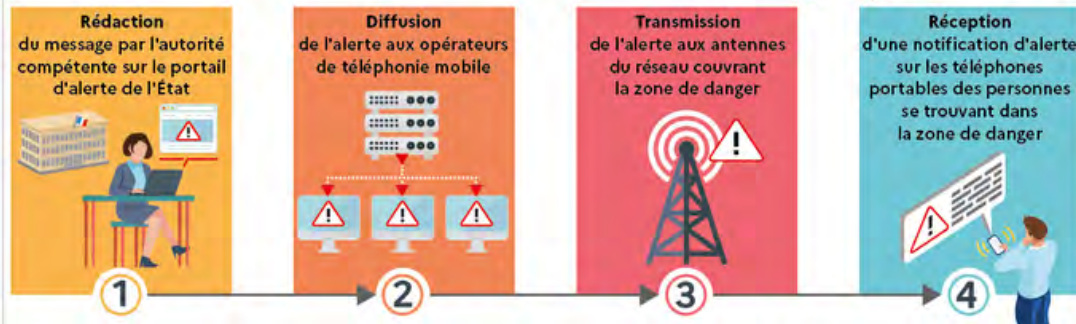 Rédaction
du message par l'autorité
compétente sur le portail
d'alerte de l'État
1
Diffusion
de l'alerte aux opérateurs
de téléphonie mobile
2
Transmission
de l'alerte aux antennes
du réseau couvrant
la zone de danger
3
Réception
d'une notification d'alerte
sur les téléphones
portables des personnes
se trouvant dans
la zone de danger
4